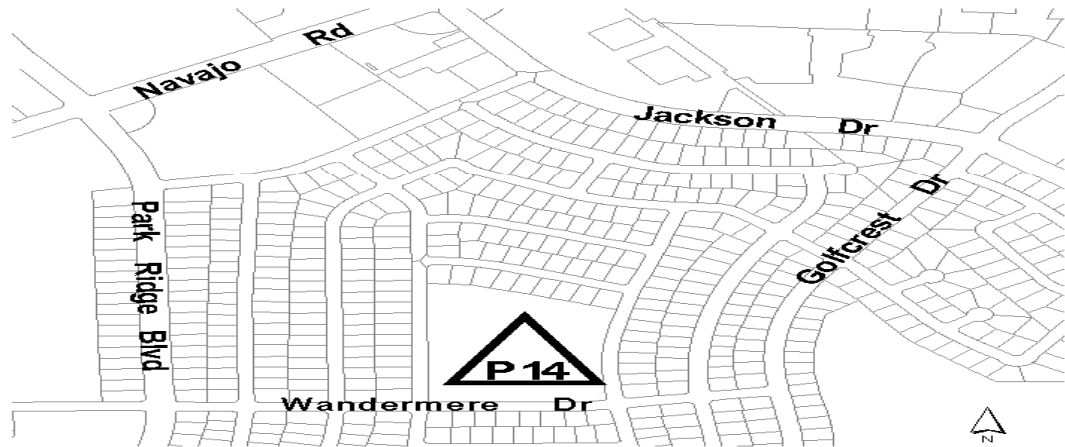 Navajo Rd
Jackson Dr
Golfcrest Dr
Park Ridge Blvd
P 14
Wandermere Dr
N